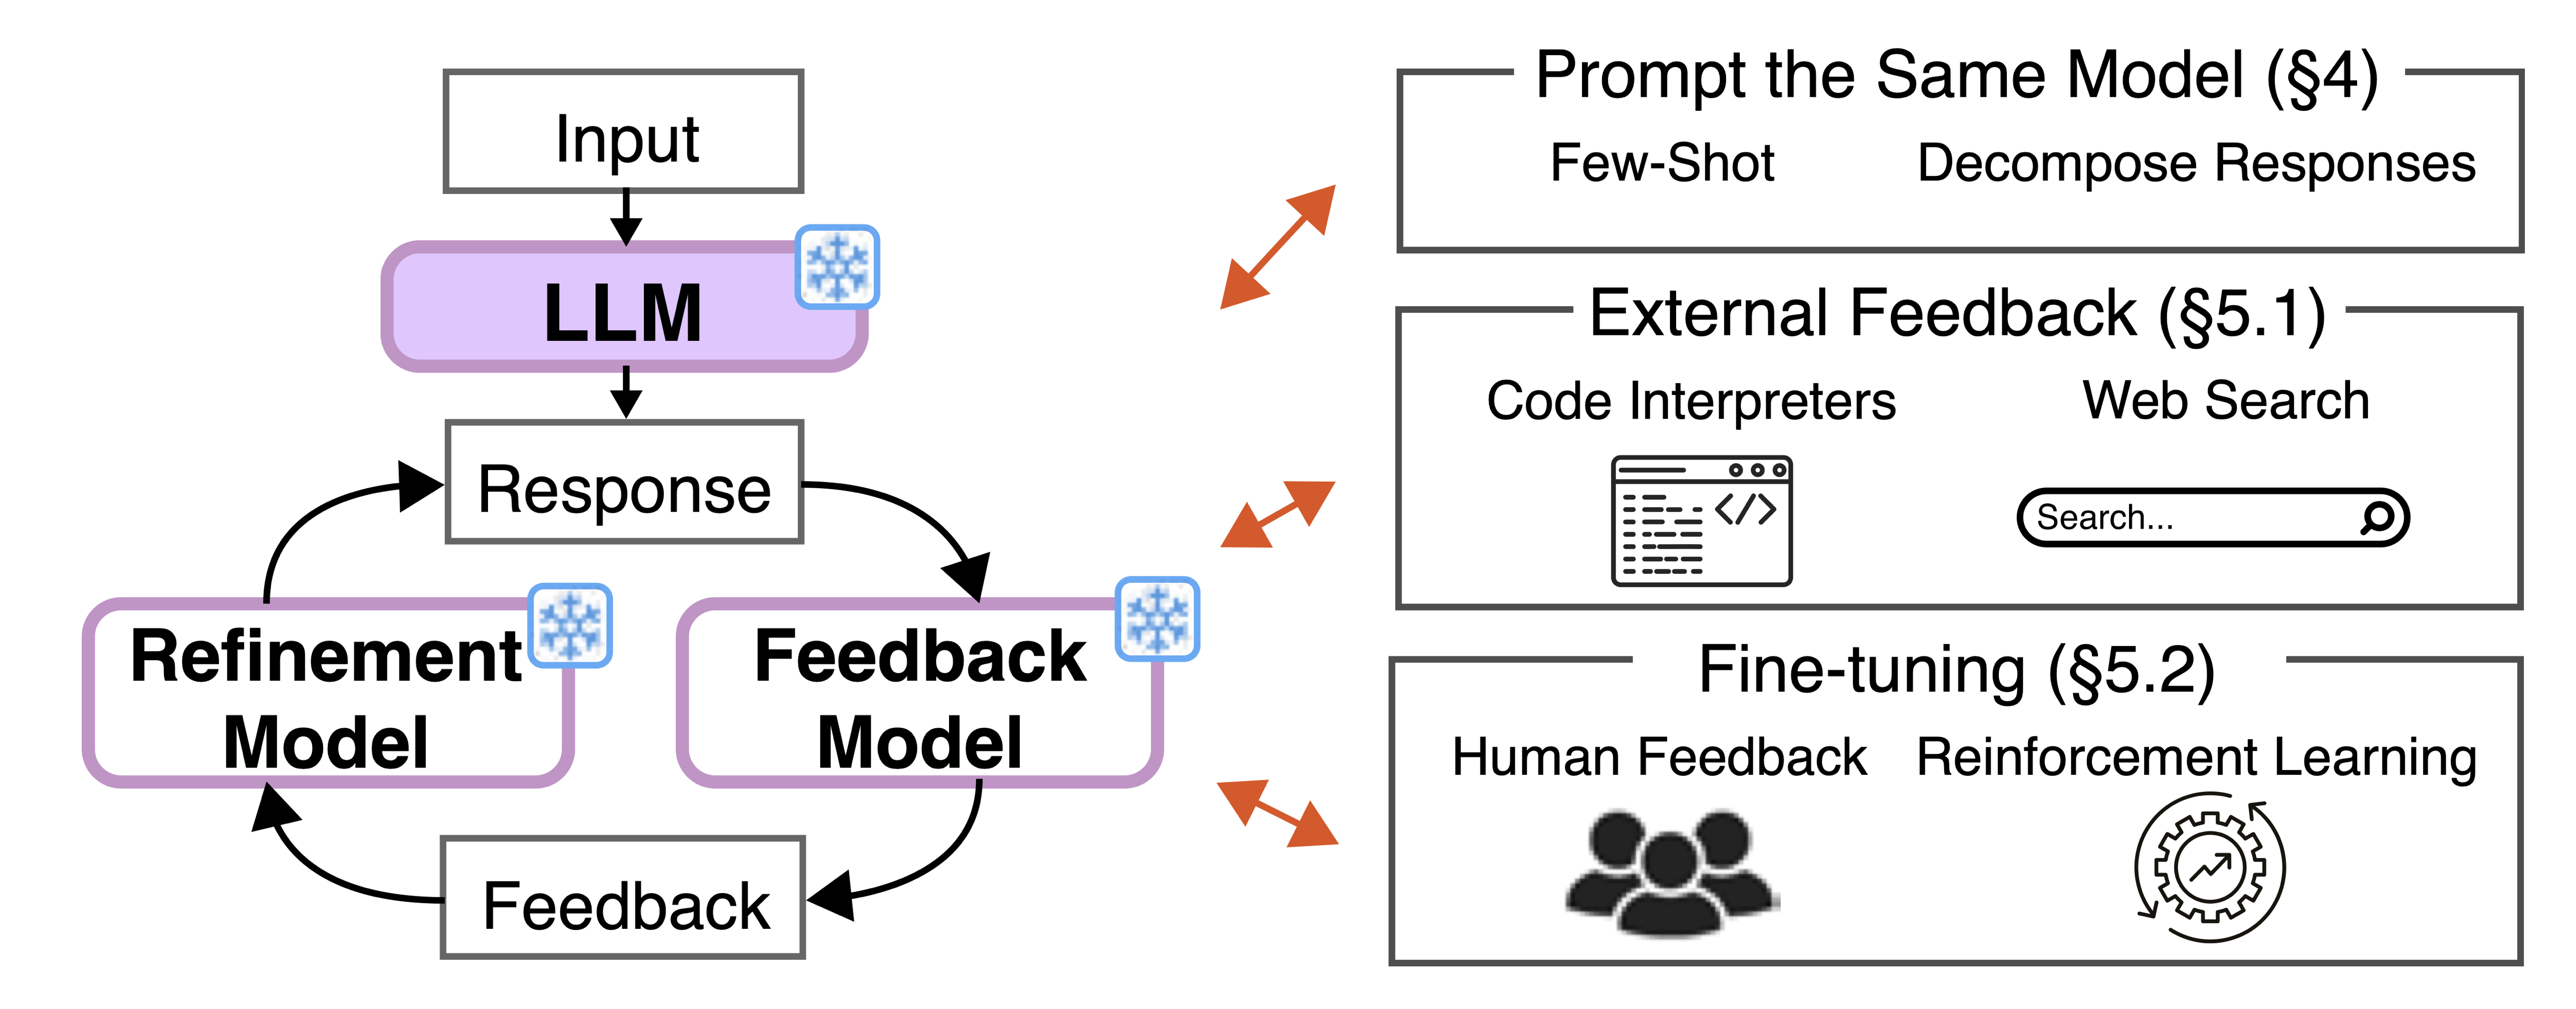 Input
LLM
Response
Refinement
Model
Feedback
Model
Feedback
Prompt the Same Model (§4)
Few-Shot
Decompose Responses
External Feedback (§5.1)
Code Interpreters
Web Search
</>
Search...
Fine-tuning (§5.2)
Human Feedback
Reinforcement Learning